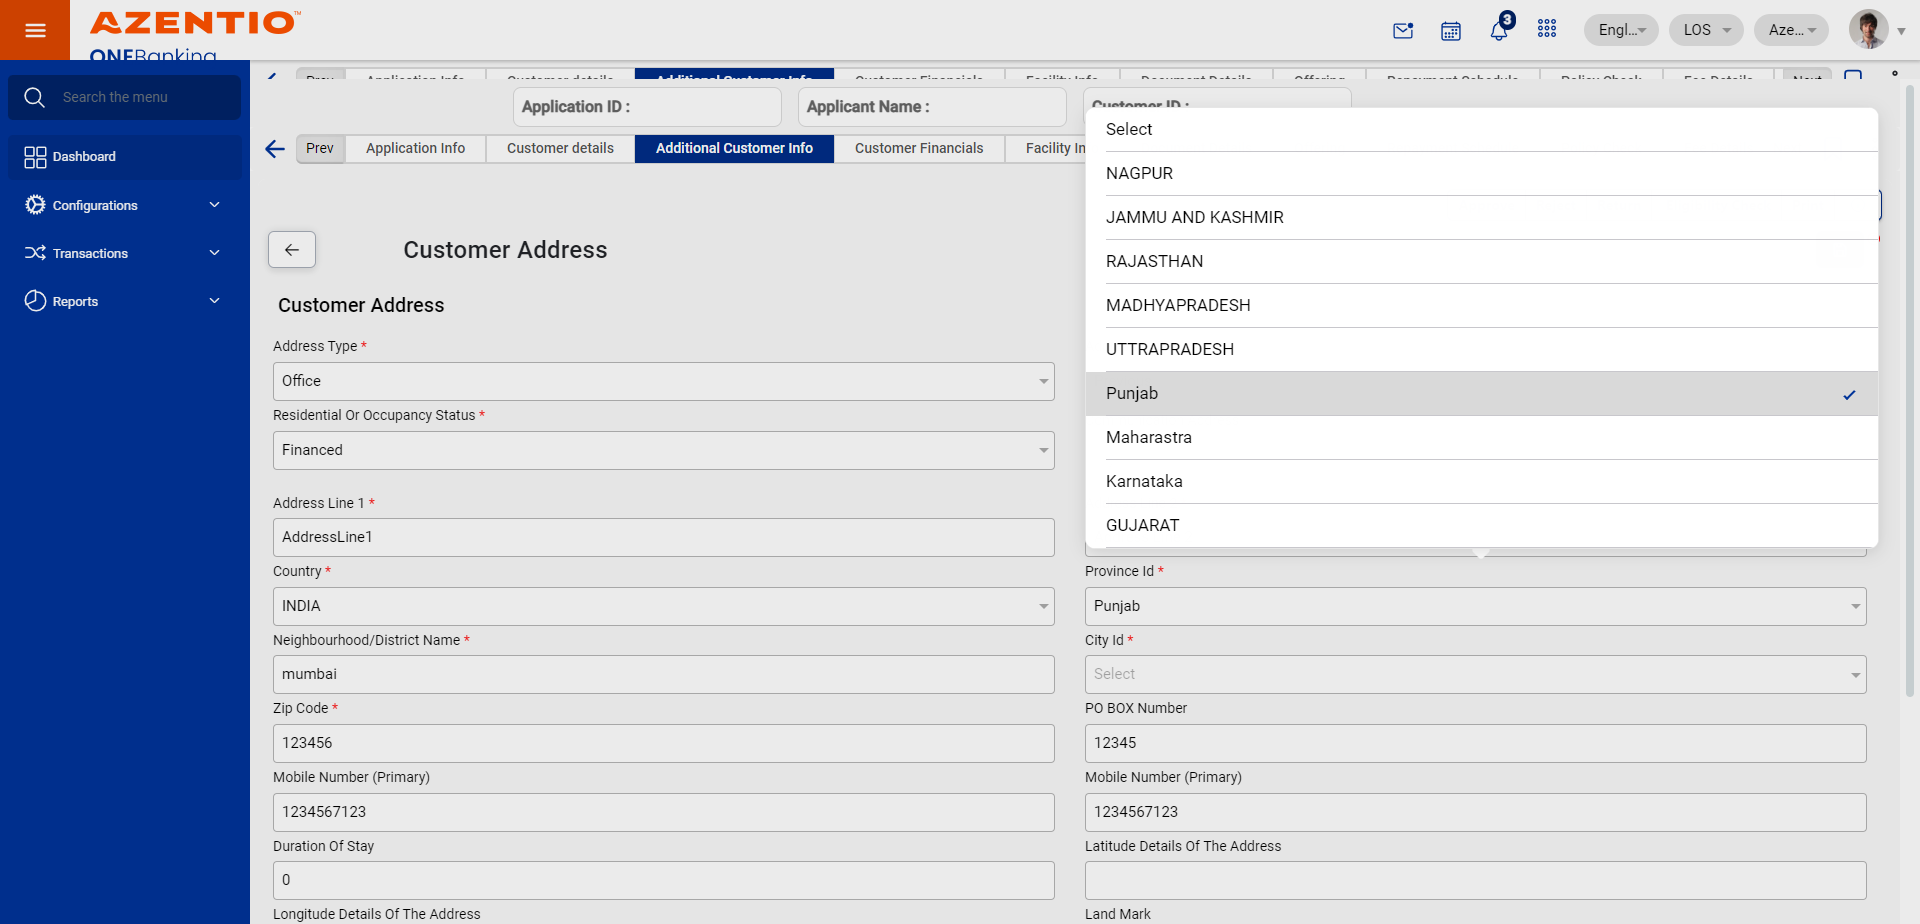 AZENTIO™
ONEBanking
3
Engl...
LOS
Aze...
Search the menu
Dashboard
Configurations
Transactions
Reports
Prev Application Info Customer details Additional Customer Info Customer Financials Facility Info Document Details Offering Repayment Schedule Policy Check Fee Details Next
Application ID :
Applicant Name :
Customer ID :
Prev Application Info Customer details Additional Customer Info Customer Financials Facility In
Customer Address
Customer Address
Address Type *
Office
Residential Or Occupancy Status *
Financed
Address Line 1 *
AddressLine1
Select
NAGPUR
JAMMU AND KASHMIR
RAJASTHAN
MADHYAPRADESH
UTTRAPRADESH
Punjab
Maharastra
Karnataka
GUJARAT
Country *
INDIA
Province Id *
Punjab
Neighbourhood/District Name *
mumbai
City Id *
Select
Zip Code *
123456
PO BOX Number
12345
Mobile Number (Primary)
1234567123
Mobile Number (Primary)
1234567123
Duration Of Stay
0
Latitude Details Of The Address
Longitude Details Of The Address
Land Mark